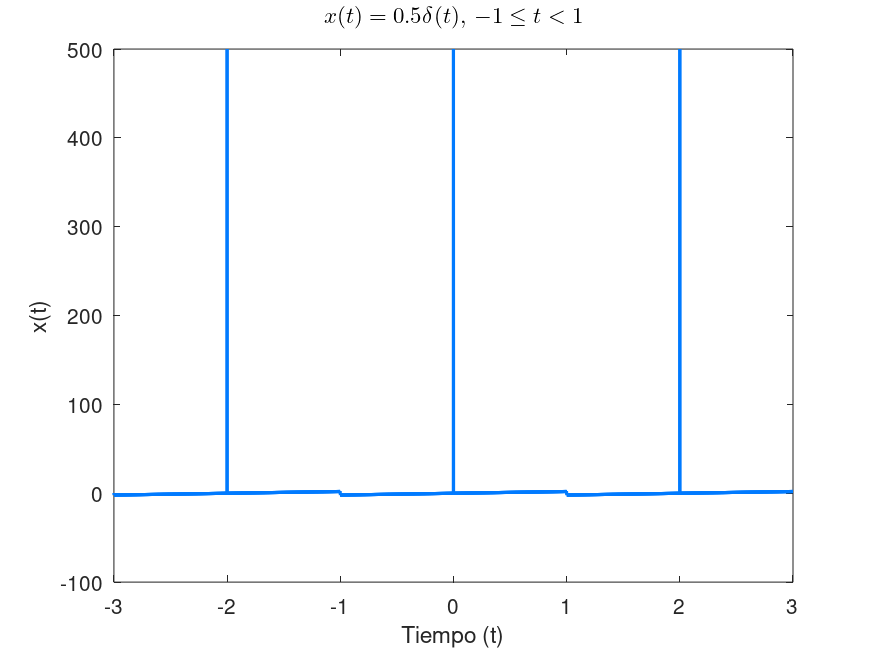 x(t) = 0.5δ(t), −1 ≤ t < 1
500
400
300
200
100
0
-100
x(t)
-3 -2 -1 0 1 2 3
Tiempo (t)